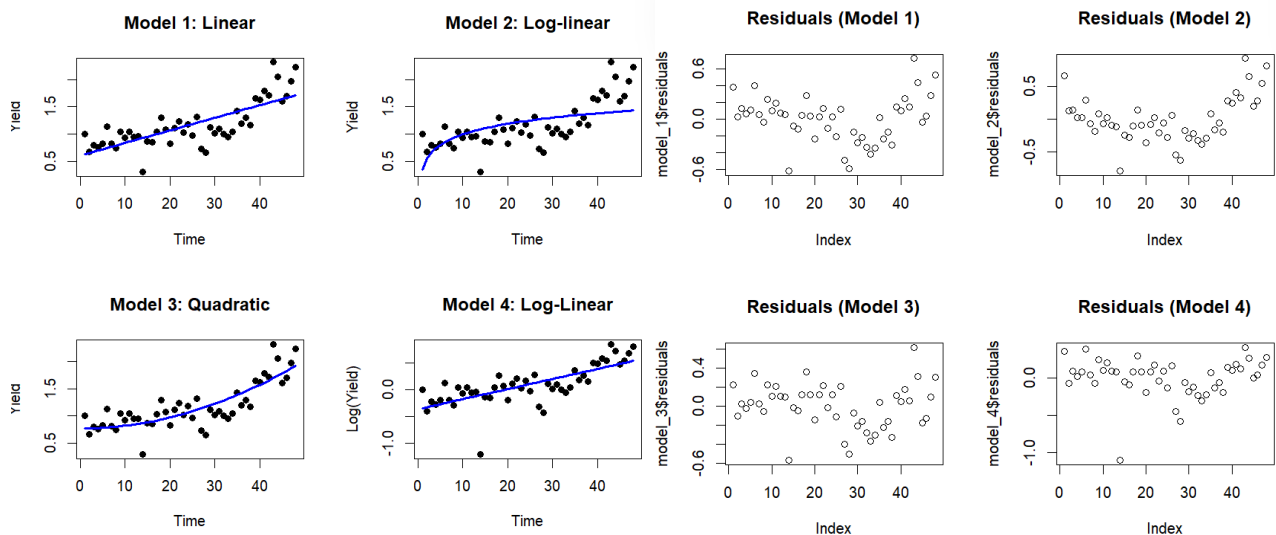 Model 1: Linear
Yield
0.5 1.5
0 10 20 30 40
Time
Model 2: Log-linear
Yield
0.5 1.5
0 10 20 30 40
Time
Residuals (Model 1)
model_1$residuals
-0.6 0.0 0.6
0 10 20 30 40
Index
Residuals (Model 2)
model_2$residuals
-0.5 0.5
0 10 20 30 40
Index
Model 3: Quadratic
Yield
0.5 1.5
0 10 20 30 40
Time
Model 4: Log-Linear
Log(Yield)
-1.0 0.0
0 10 20 30 40
Time
Residuals (Model 3)
model_3$residuals
-0.6 0.0 0.4
0 10 20 30 40
Index
Residuals (Model 4)
model_4$residuals
-1.0 0.0
0 10 20 30 40
Index